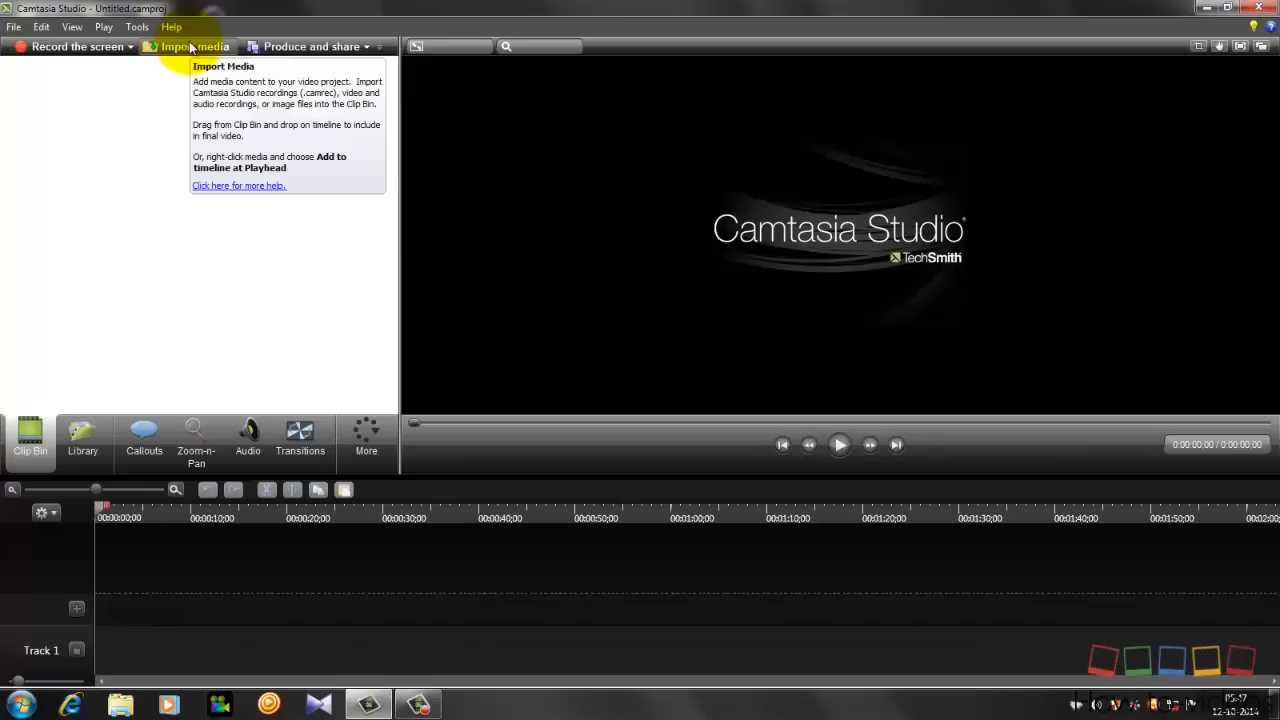 Camtasia Studio - Untitled.camproj
File Edit View Play Tools Help
Record the screen Import media Produce and share
Import Media
Add media content to your video project. Import
Camtasia Studio recordings (.camrec), video and
audio recordings, or image files into the Clip Bin.
Drag from Clip Bin and drop on timeline to include
in final video.
Or, right-click media and choose Add to
timeline at Playhead
Click here for more help.
Camtasia Studio
TechSmith
Clip Bin Library Callouts Zoom-n-
Pan Audio Transitions More
0:00:00;00 / 0:00:00;00
00:00:00;00 00:00:10;00 00:00:20;00 00:00:30;00 00:00:40;00 00:00:50;00 00:01:00;00 00:01:10;00 00:01:20;00 00:01:30;00 00:01:40;00 00:01:50;00 00:02:00;
Track 1
05:47
12-10-2014